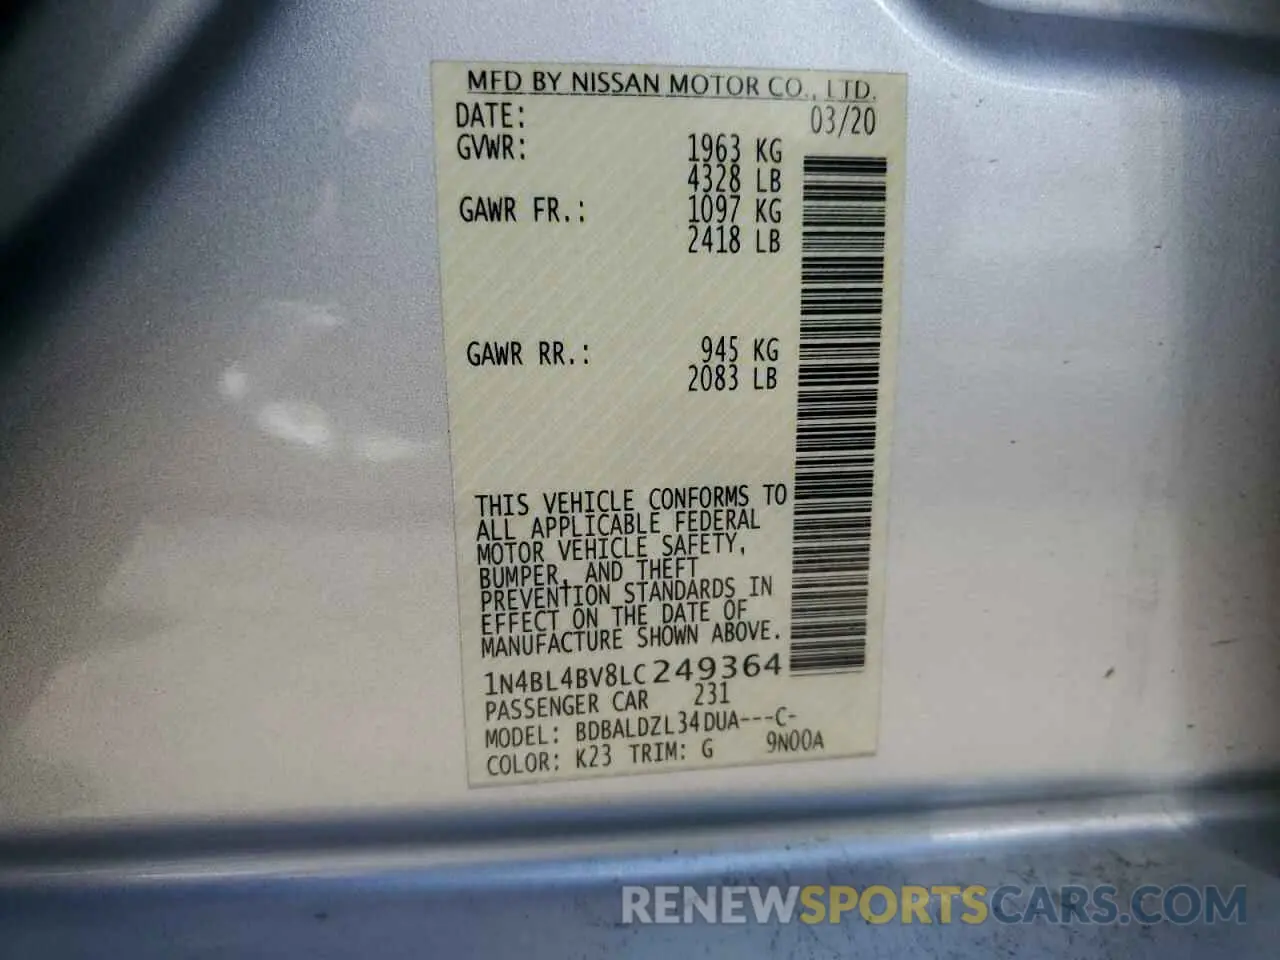 MFD BY NISSAN MOTOR CO., LTD.
DATE: 03/20
GVWR: 1963 KG
4328 LB
GAWR FR.: 1097 KG
2418 LB
GAWR RR.: 945 KG
2083 LB
THIS VEHICLE CONFORMS TO
ALL APPLICABLE FEDERAL
MOTOR VEHICLE SAFETY,
BUMPER, AND THEFT
PREVENTION STANDARDS IN
EFFECT ON THE DATE OF
MANUFACTURE SHOWN ABOVE.
1N4BL4BV8LC249364
PASSENGER CAR 231
MODEL: BDBALDZL34DUA---C-
COLOR: K23 TRIM: G 9N00A
RENEWSPORTSCARS.COM